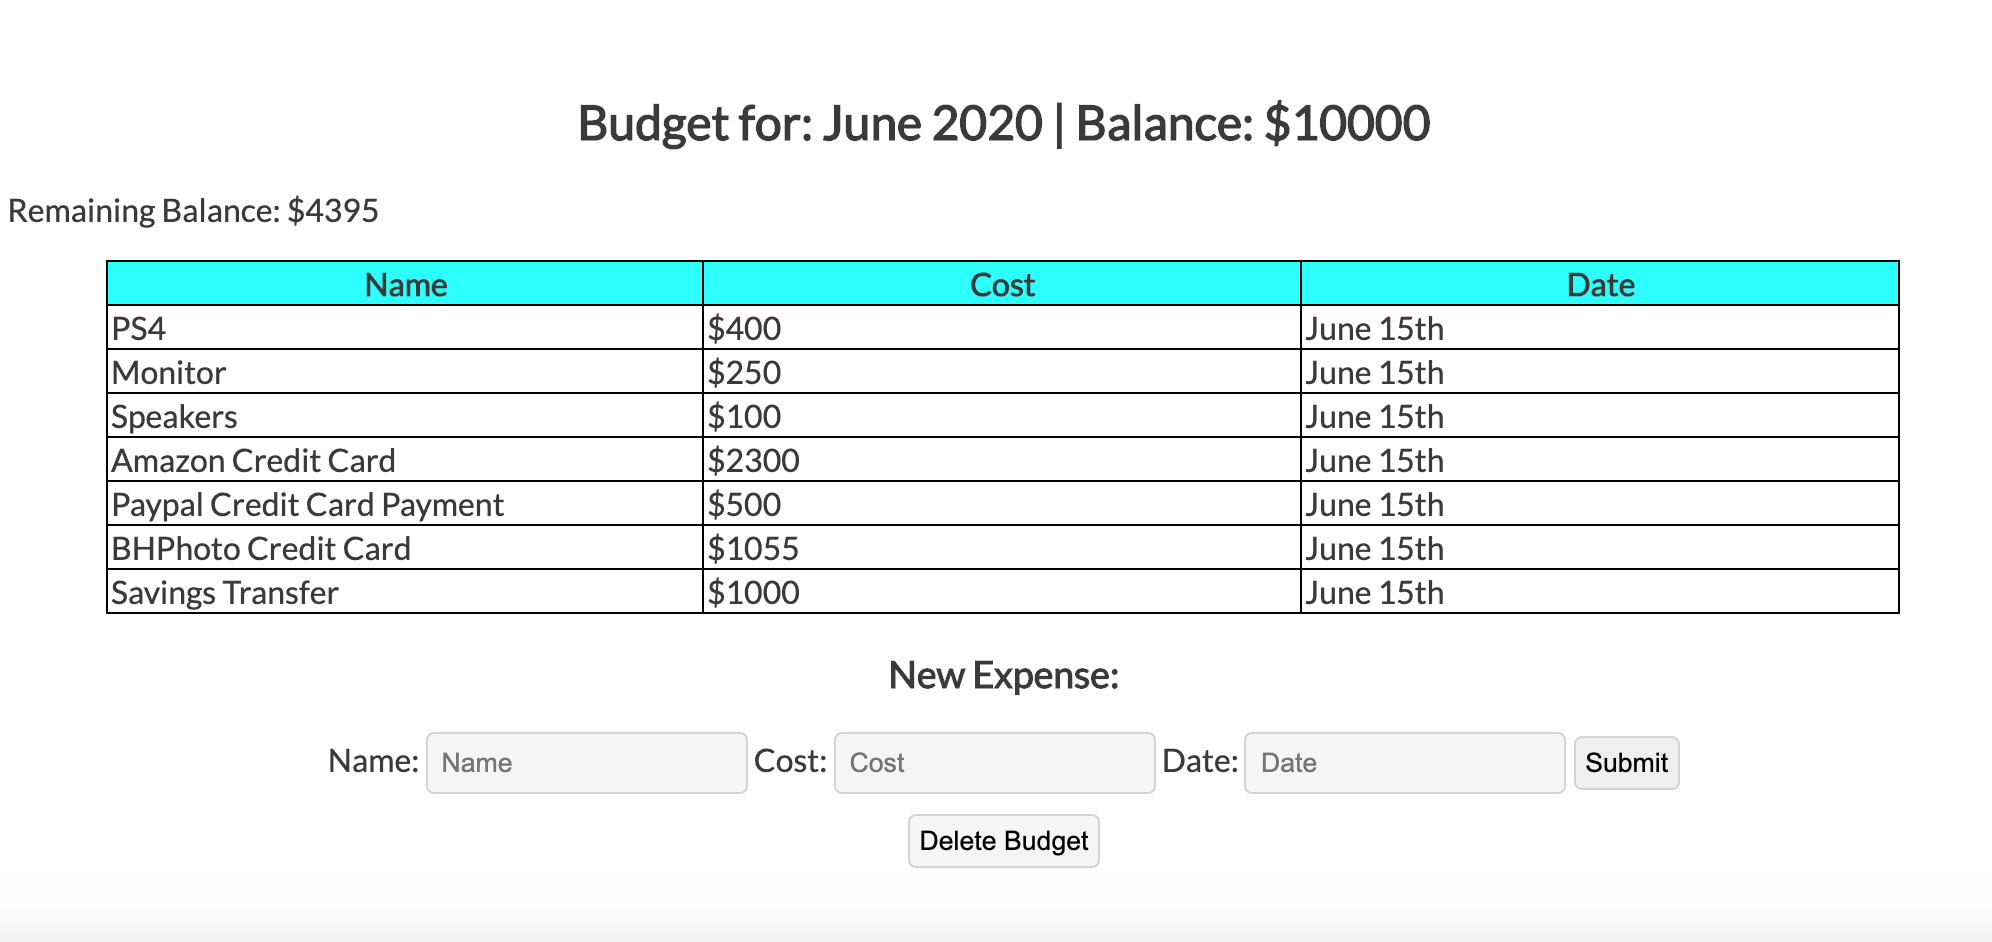 Budget for: June 2020 | Balance: $10000
Remaining Balance: $4395
Name Cost Date
PS4 $400 June 15th
Monitor $250 June 15th
Speakers $100 June 15th
Amazon Credit Card $2300 June 15th
Paypal Credit Card Payment $500 June 15th
BHPhoto Credit Card $1055 June 15th
Savings Transfer $1000 June 15th
New Expense:
Name: Name Cost: Cost Date: Date Submit
Delete Budget